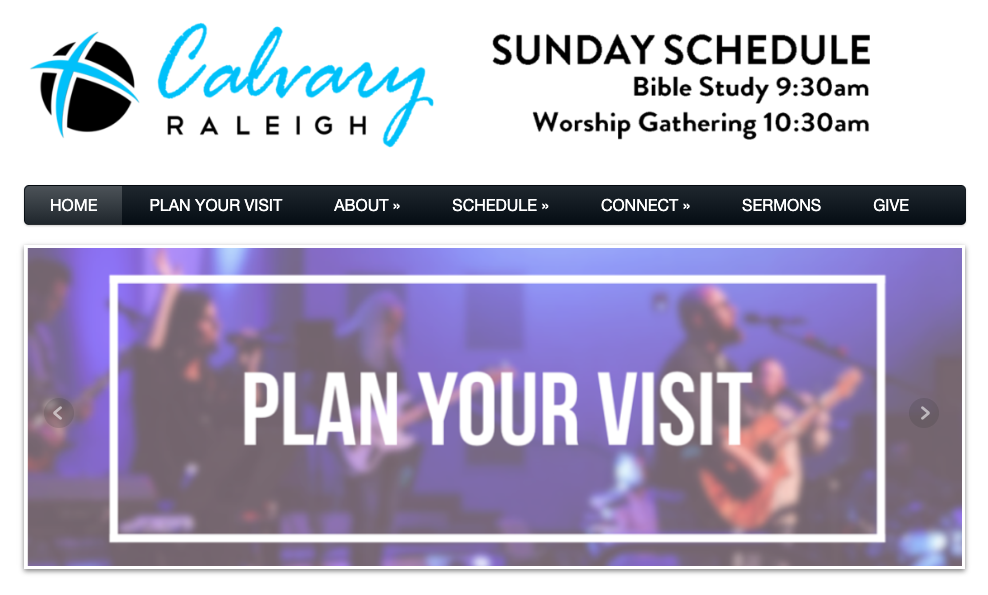 Calvary
RALEIGH
SUNDAY SCHEDULE
Bible Study 9:30am
Worship Gathering 10:30am
HOME PLAN YOUR VISIT ABOUT » SCHEDULE » CONNECT » SERMONS GIVE
PLAN YOUR VISIT